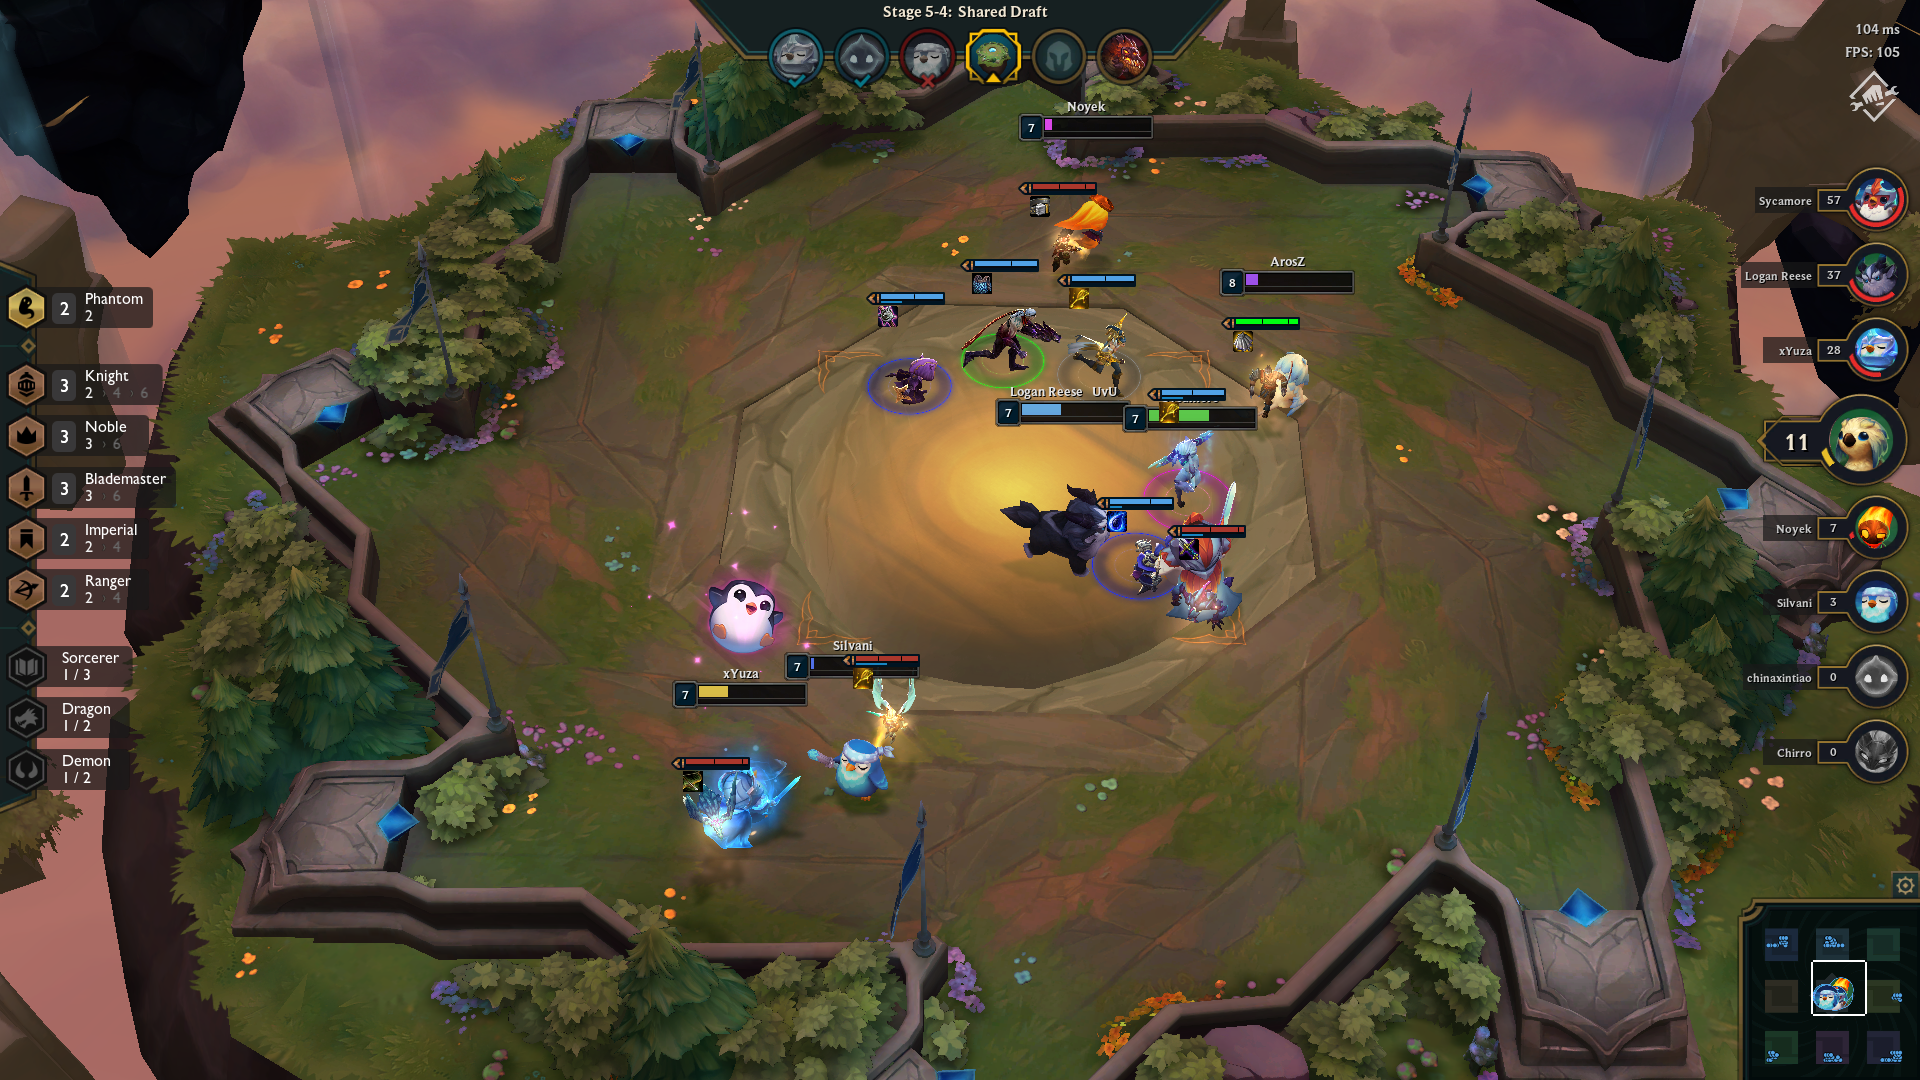 Stage 5-4: Shared Draft
104 ms
FPS: 105
Noyek
7
ArosZ
8
Logan Reese
7
UvU
7
Silvani
7
xYuza
7
2
Phantom
2
3
Knight
2 › 4 › 6
3
Noble
3 › 6
3
Blademaster
3 › 6
2
Imperial
2 › 4
2
Ranger
2 › 4
Sorcerer
1 / 3
Dragon
1 / 2
Demon
1 / 2
Sycamore 57
Logan Reese 37
xYuza 28
11
Noyek 7
Silvani 3
chinaxintiao 0
Chirro 0